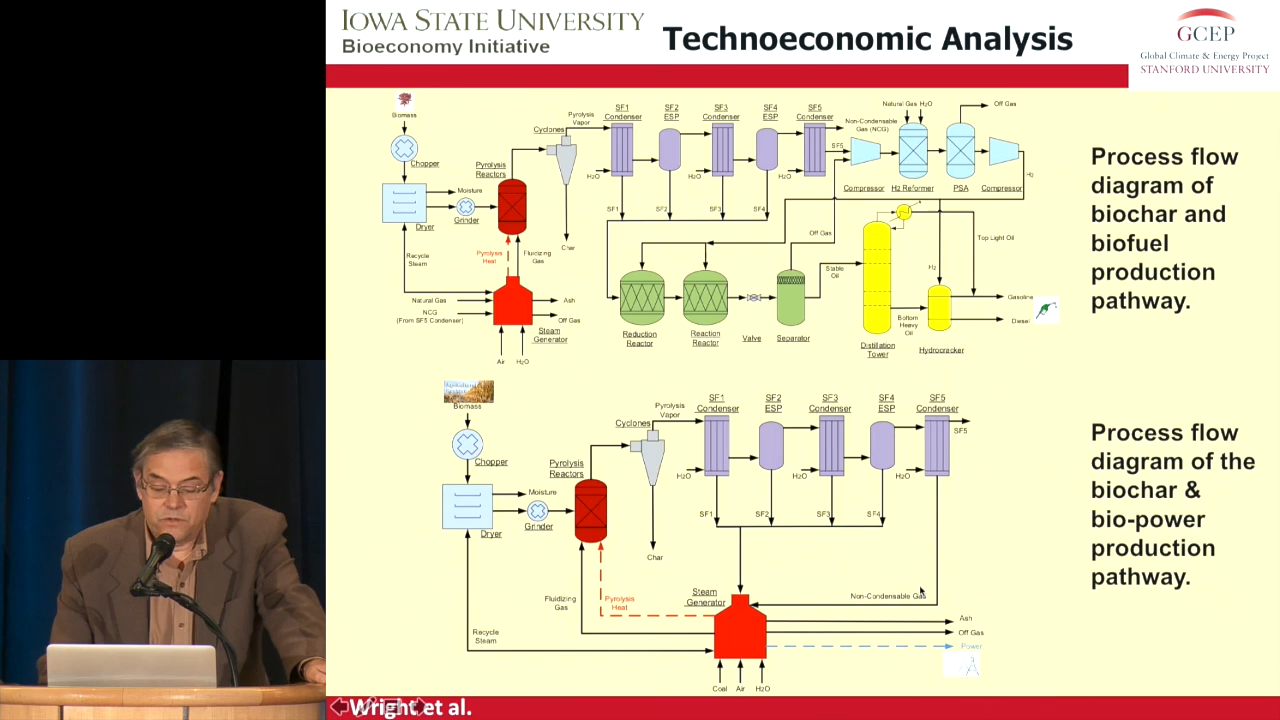 IOWA STATE UNIVERSITY
Bioeconomy Initiative
Technoeconomic Analysis
GCEP
Global Climate & Energy Project
STANFORD UNIVERSITY
Biomass
Chopper
Dryer
Moisture
Grinder
Recycle
Steam
Natural Gas
NCG
(From SF5 Condenser)
Pyrolysis
Reactors
Pyrolysis
Heat
Fluidizing
Gas
Ash
Off Gas
Steam
Generator
Air
H2O
Cyclones
Char
Pyrolysis
Vapor
SF1
Condenser
SF2
ESP
SF3
Condenser
SF4
ESP
SF5
Condenser
H2O
H2O
H2O
SF1
SF2
SF3
SF4
Non-Condensable
Gas (NCG)
SF5
Natural Gas H2O
Off Gas
Compressor
H2 Reformer
PSA
Compressor
H2
Off Gas
Reduction
Reactor
Reaction
Reactor
Valve
Separator
Stable
Oil
Distillation
Tower
Bottom
Heavy
Oil
H2
Top Light Oil
Hydrocracker
Gasoline
Diesel
Process flow
diagram of
biochar and
biofuel
production
pathway.
Biomass
Chopper
Dryer
Moisture
Grinder
Recycle
Steam
Pyrolysis
Reactors
Fluidizing
Gas
Pyrolysis
Heat
Cyclones
Char
Pyrolysis
Vapor
SF1
Condenser
SF2
ESP
SF3
Condenser
SF4
ESP
SF5
Condenser
SF5
H2O
H2O
H2O
SF1
SF2
SF3
SF4
Steam
Generator
Non-Condensable Gas
Ash
Off Gas
Power
Coal
Air
H2O
Process flow
diagram of the
biochar &
bio-power
production
pathway.
Wright et al.